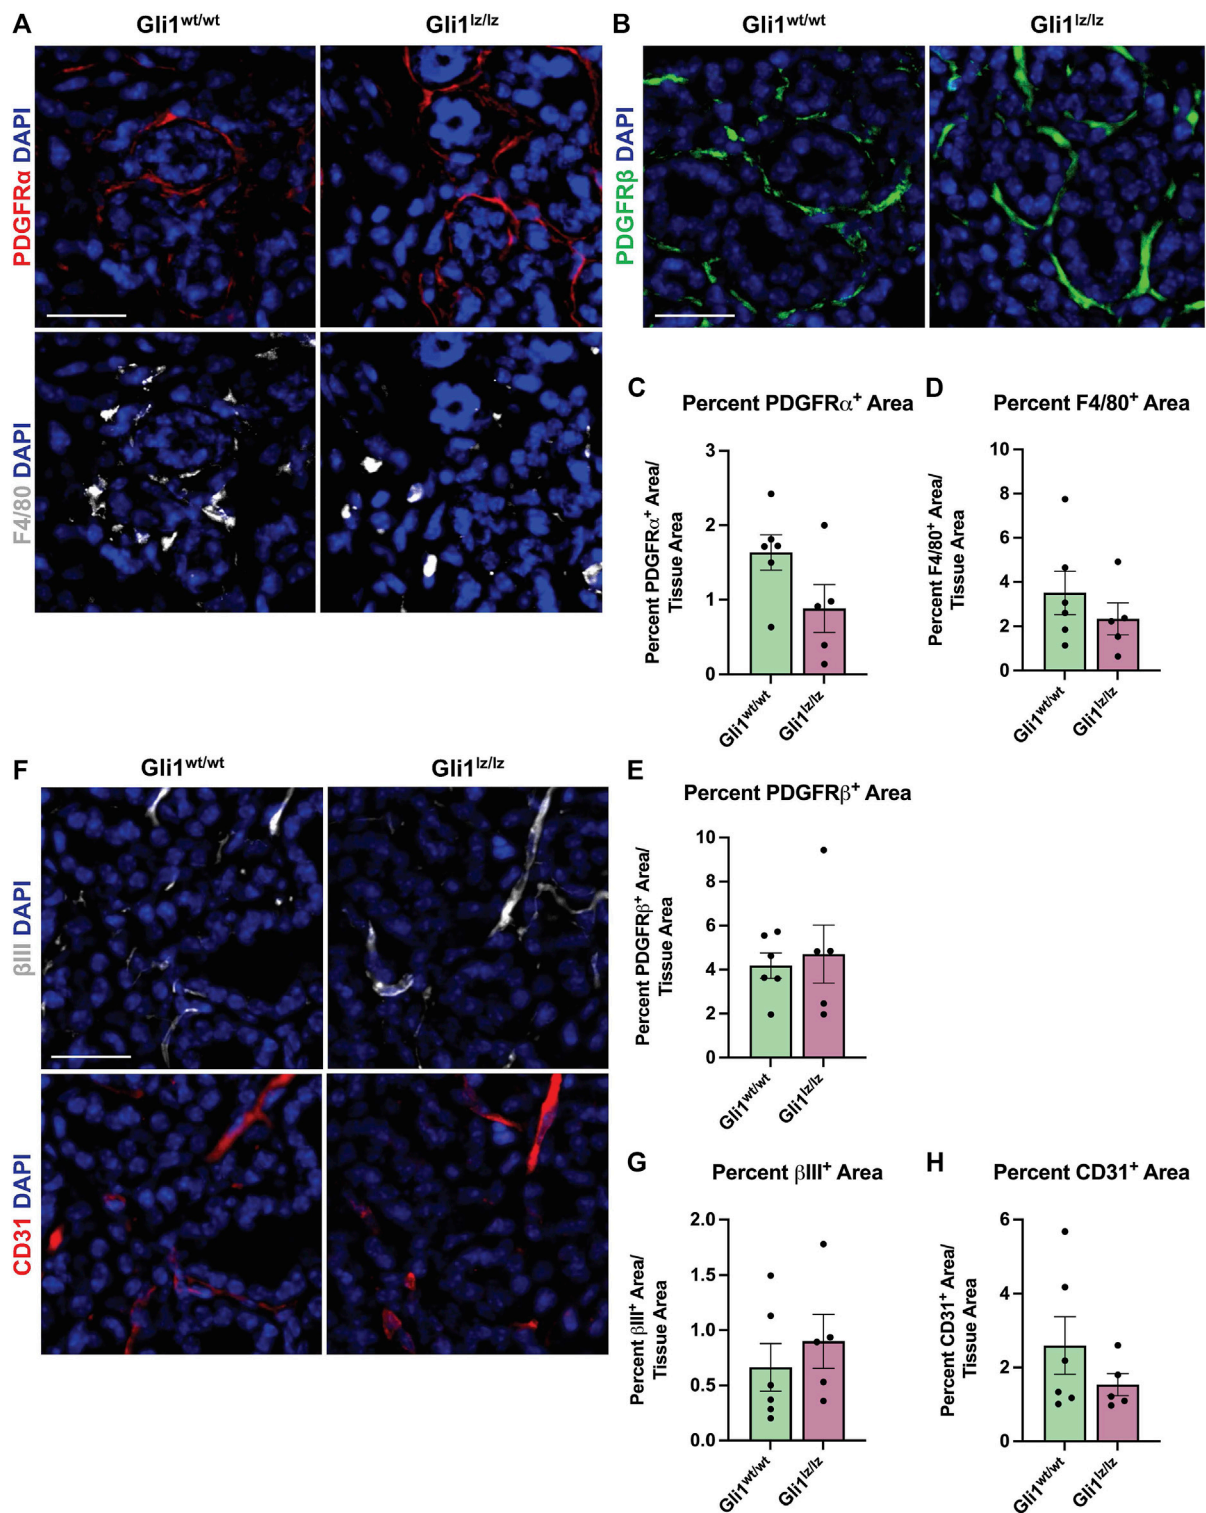 A
Gli1wt/wt
Gli1lz/lz
PDGFRα DAPI
F4/80 DAPI
B
Gli1wt/wt
Gli1lz/lz
PDGFRβ DAPI
C
Percent PDGFRα+ Area
Percent PDGFRα+ Area/
Tissue Area
3
2
1
0
Gli1wt/wt
Gli1lz/lz
D
Percent F4/80+ Area
Percent F4/80+ Area/
Tissue Area
10
8
6
4
2
0
Gli1wt/wt
Gli1lz/lz
F
Gli1wt/wt
Gli1lz/lz
βIII DAPI
CD31 DAPI
E
Percent PDGFRβ+ Area
Percent PDGFRβ+ Area/
Tissue Area
10
8
6
4
2
0
Gli1wt/wt
Gli1lz/lz
G
Percent βIII+ Area
Percent βIII+ Area/
Tissue Area
2.0
1.5
1.0
0.5
0.0
Gli1wt/wt
Gli1lz/lz
H
Percent CD31+ Area
Percent CD31+ Area/
Tissue Area
6
4
2
0
Gli1wt/wt
Gli1lz/lz